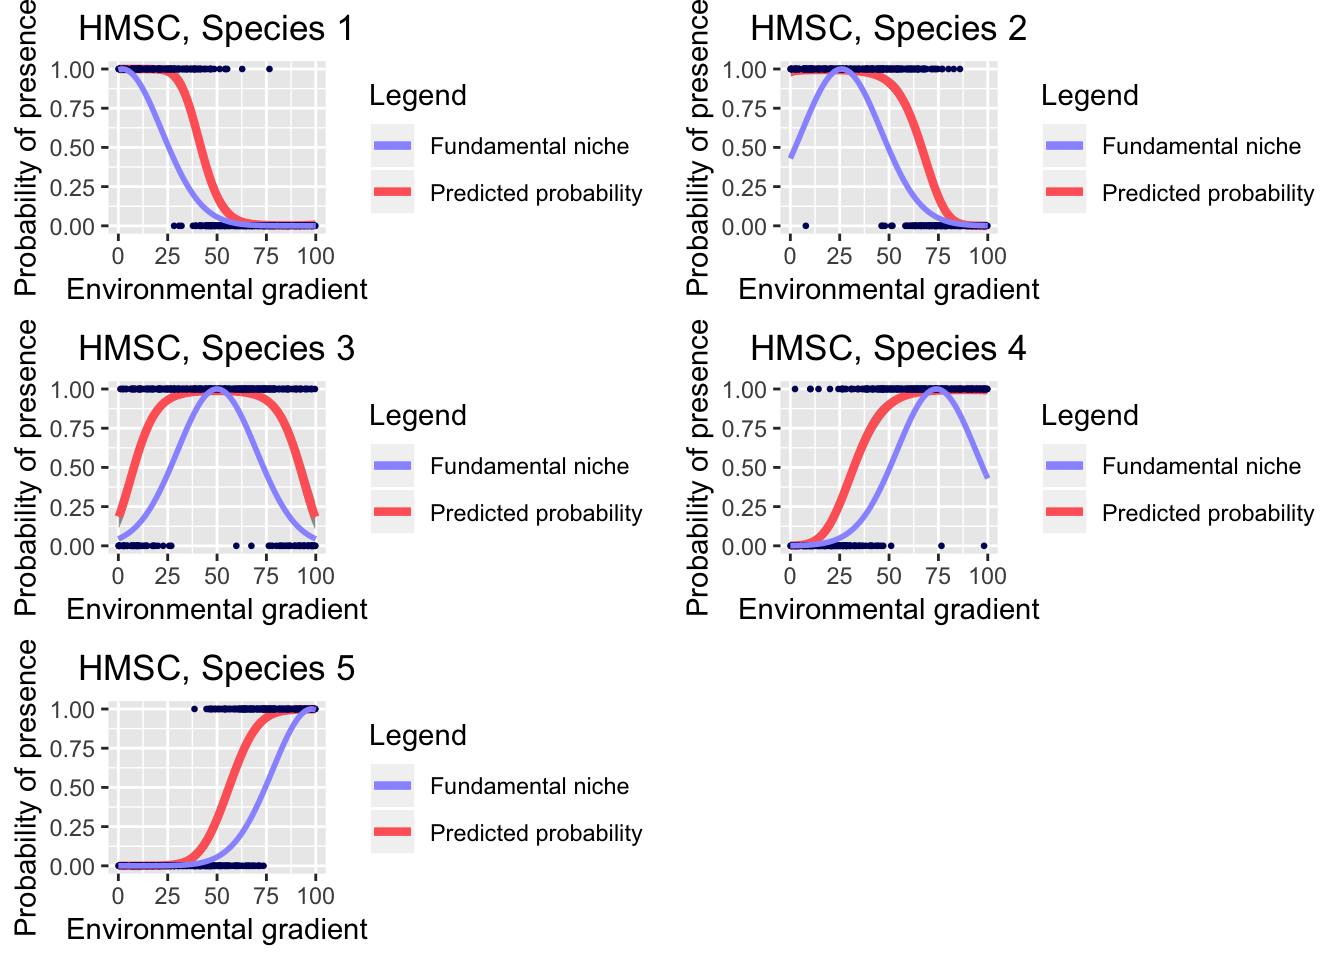 HMSC, Species 1
Probability of presence
1.00
0.75
0.50
0.25
0.00
0 25 50 75 100
Environmental gradient
Legend
Fundamental niche
Predicted probability
HMSC, Species 2
Probability of presence
1.00
0.75
0.50
0.25
0.00
0 25 50 75 100
Environmental gradient
Legend
Fundamental niche
Predicted probability
HMSC, Species 3
Probability of presence
1.00
0.75
0.50
0.25
0.00
0 25 50 75 100
Environmental gradient
Legend
Fundamental niche
Predicted probability
HMSC, Species 4
Probability of presence
1.00
0.75
0.50
0.25
0.00
0 25 50 75 100
Environmental gradient
Legend
Fundamental niche
Predicted probability
HMSC, Species 5
Probability of presence
1.00
0.75
0.50
0.25
0.00
0 25 50 75 100
Environmental gradient
Legend
Fundamental niche
Predicted probability